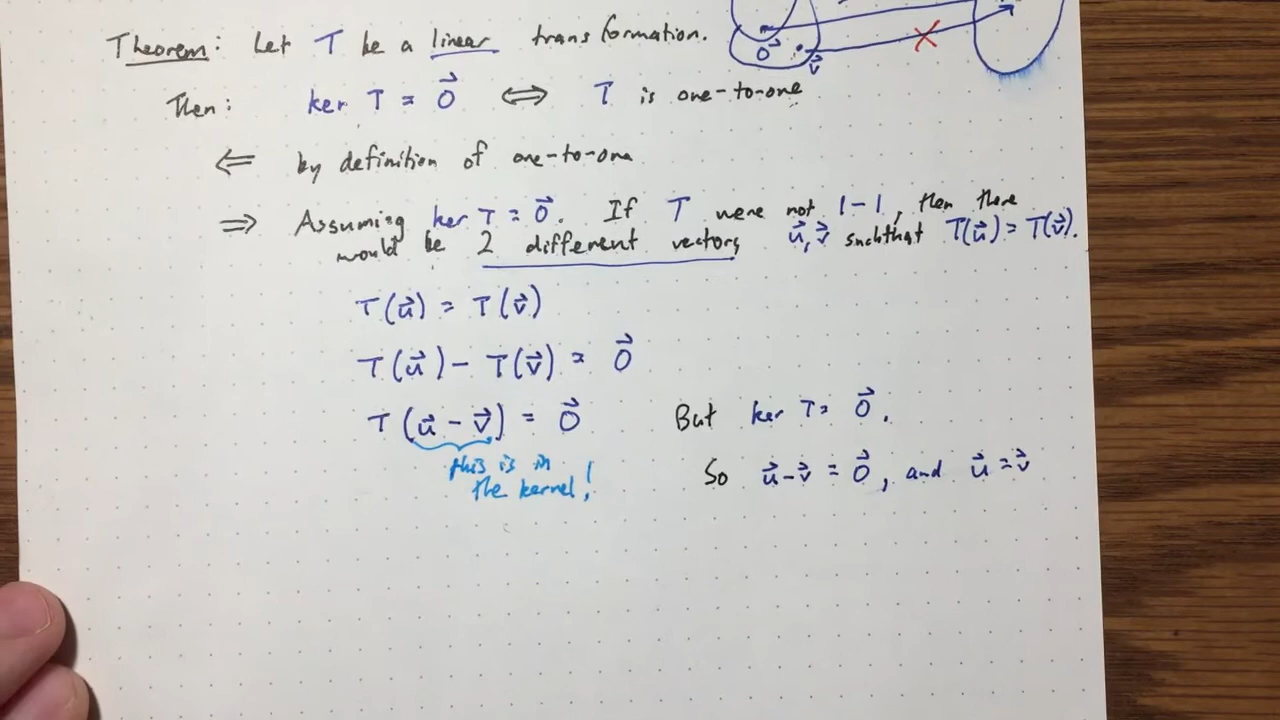 Theorem: Let T be a linear transformation.
0⃗ v⃗
Then: ker T = 0⃗ ⟺ T is one-to-one
⟸ by definition of one-to-one
⟹ Assuming ker T = 0⃗. If T were not 1-1, then there
would be 2 different vectors u⃗, v⃗ such that T(u⃗) = T(v⃗).
T(u⃗) = T(v⃗)
T(u⃗) - T(v⃗) = 0⃗
T(u⃗ - v⃗) = 0⃗ But ker T = 0⃗.
this is in
the kernel!
So u⃗-v⃗ = 0⃗, and u⃗ = v⃗